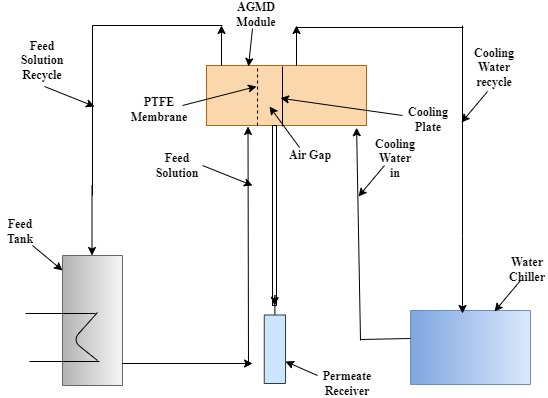 AGMD
Module
Feed
Solution
Recycle
Cooling
Water
recycle
PTFE
Membrane
Cooling
Plate
Air Gap
Feed
Solution
Cooling
Water
in
Feed
Tank
Water
Chiller
Permeate
Receiver